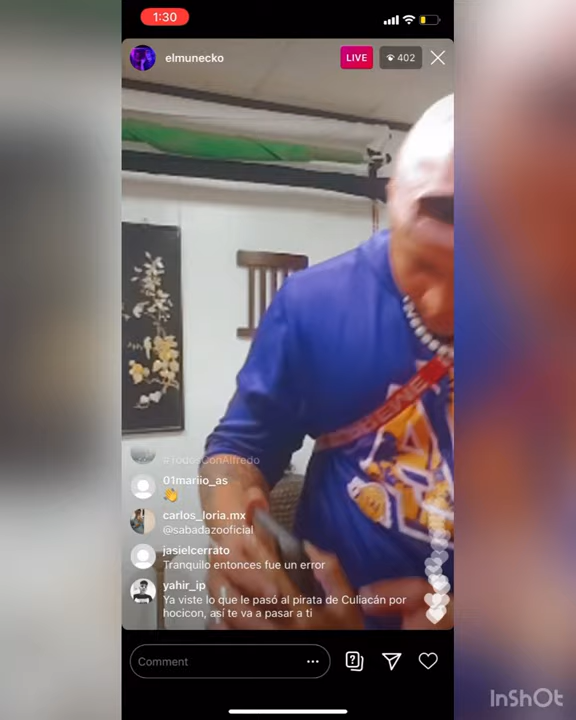 1:30
elmunecko
LIVE
402
#TodosConAlfredo
01mariio_as
👏
carlos_loria.mx
@sabadazooficial
jasielcerrato
Tranquilo entonces fue un error
yahir_ip
Ya viste lo que le pasó al pirata de Culiacán por
hocicon, así te va a pasar a ti
Comment
InShOt